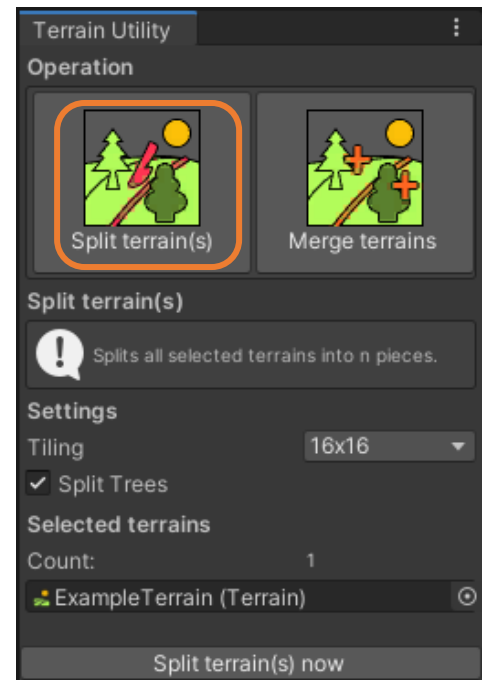 Terrain Utility
Operation
Split terrain(s) Merge terrains
Split terrain(s)
Splits all selected terrains into n pieces.
Settings
Tiling 16x16
Split Trees
Selected terrains
Count: 1
ExampleTerrain (Terrain)
Split terrain(s) now